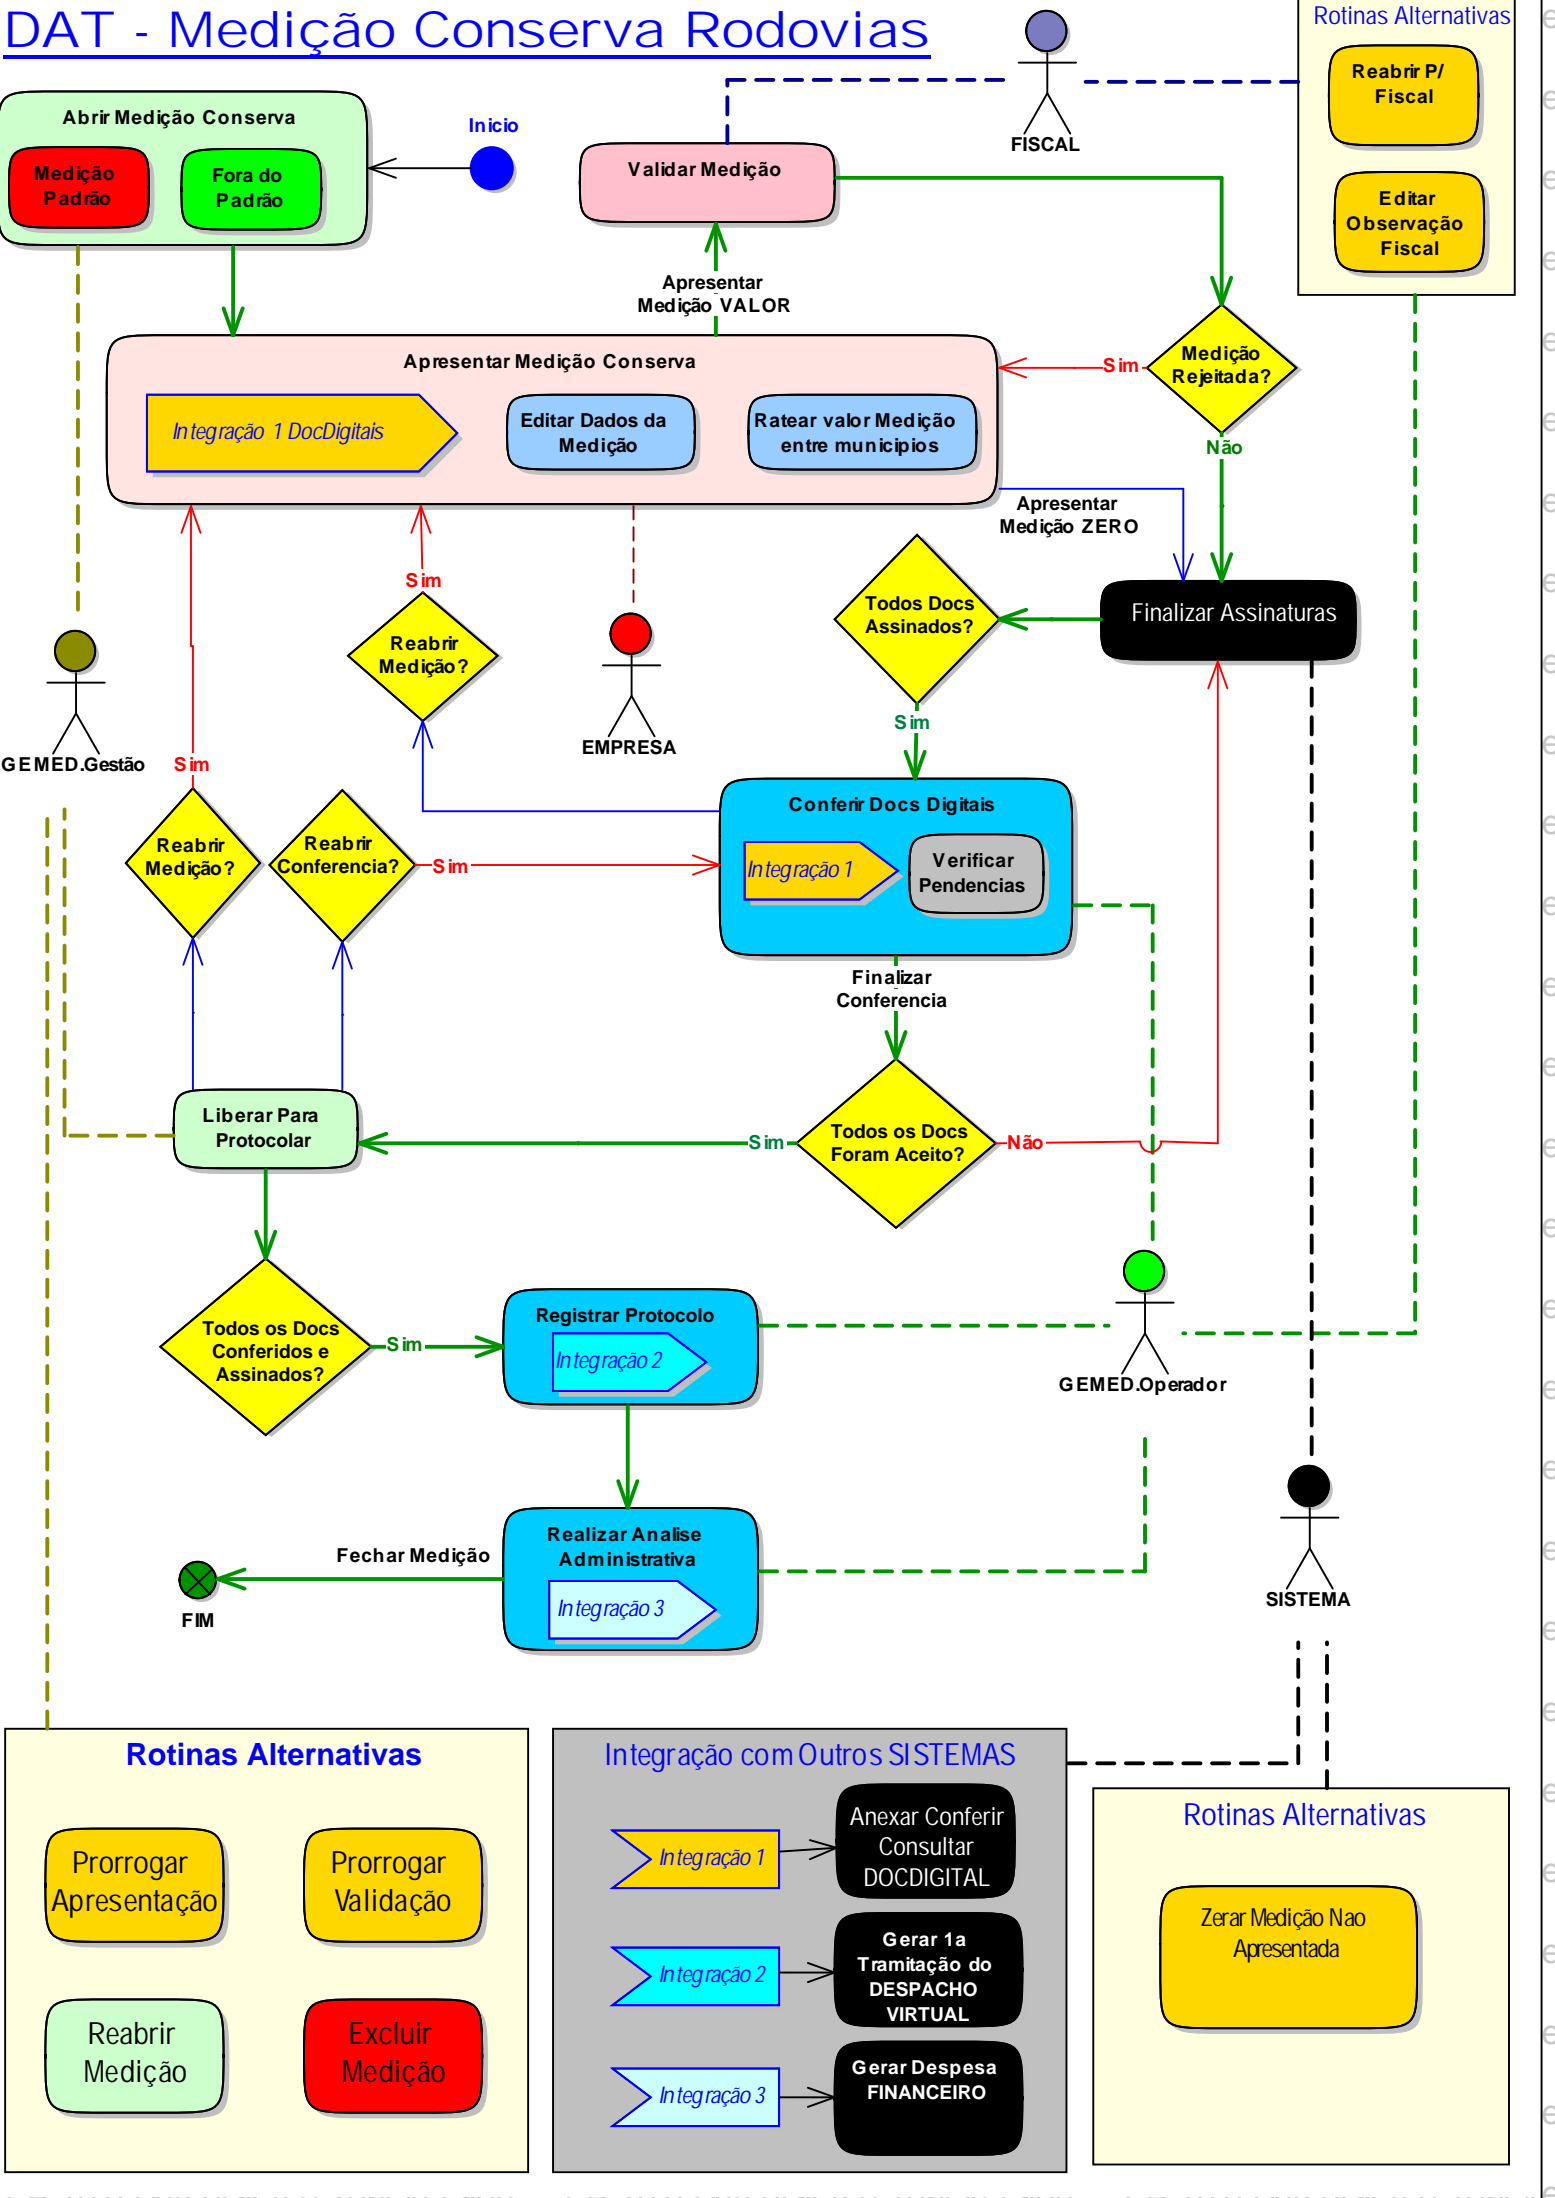 DAT - Medição Conserva Rodovias
Rotinas Alternativas
Reabrir P/
Fiscal
Editar
Observação
Fiscal
FISCAL
Abrir Medição Conserva
Medição
Padrão
Fora do
Padrão
Inicio
Validar Medição
Apresentar
Medição VALOR
Medição
Rejeitada?
Sim
Não
Apresentar Medição Conserva
Integração 1 DocDigitais
Editar Dados da
Medição
Ratear valor Medição
entre municipios
Apresentar
Medição ZERO
Finalizar Assinaturas
Todos Docs
Assinados?
Sim
Sim
Reabrir
Medição?
EMPRESA
GEMED.Gestão
Sim
Reabrir
Medição?
Reabrir
Conferencia?
Sim
Conferir Docs Digitais
Integração 1
Verificar
Pendencias
Finalizar
Conferencia
Liberar Para
Protocolar
Sim
Todos os Docs
Foram Aceito?
Não
Todos os Docs
Conferidos e
Assinados?
Sim
Registrar Protocolo
Integração 2
GEMED.Operador
Realizar Analise
Administrativa
Integração 3
Fechar Medição
FIM
SISTEMA
Rotinas Alternativas
Prorrogar
Apresentação
Prorrogar
Validação
Reabrir
Medição
Excluir
Medição
Integração com Outros SISTEMAS
Integração 1
Anexar Conferir
Consultar
DOCDIGITAL
Integração 2
Gerar 1a
Tramitação do
DESPACHO
VIRTUAL
Integração 3
Gerar Despesa
FINANCEIRO
Rotinas Alternativas
Zerar Medição Nao
Apresentada